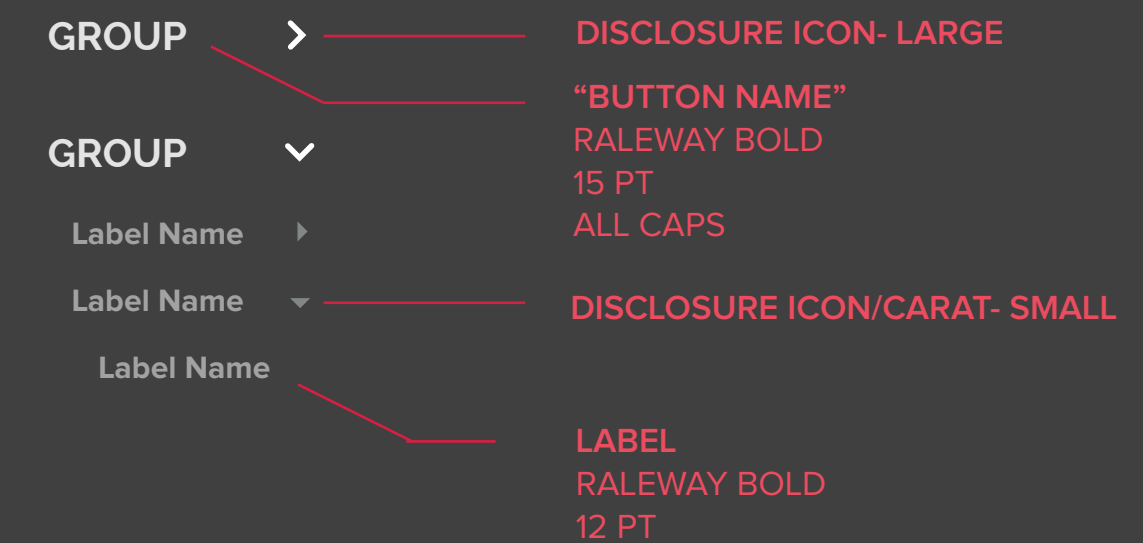 GROUP
DISCLOSURE ICON- LARGE
“BUTTON NAME”
RALEWAY BOLD
15 PT
ALL CAPS
GROUP
Label Name
Label Name
DISCLOSURE ICON/CARAT- SMALL
Label Name
LABEL
RALEWAY BOLD
12 PT